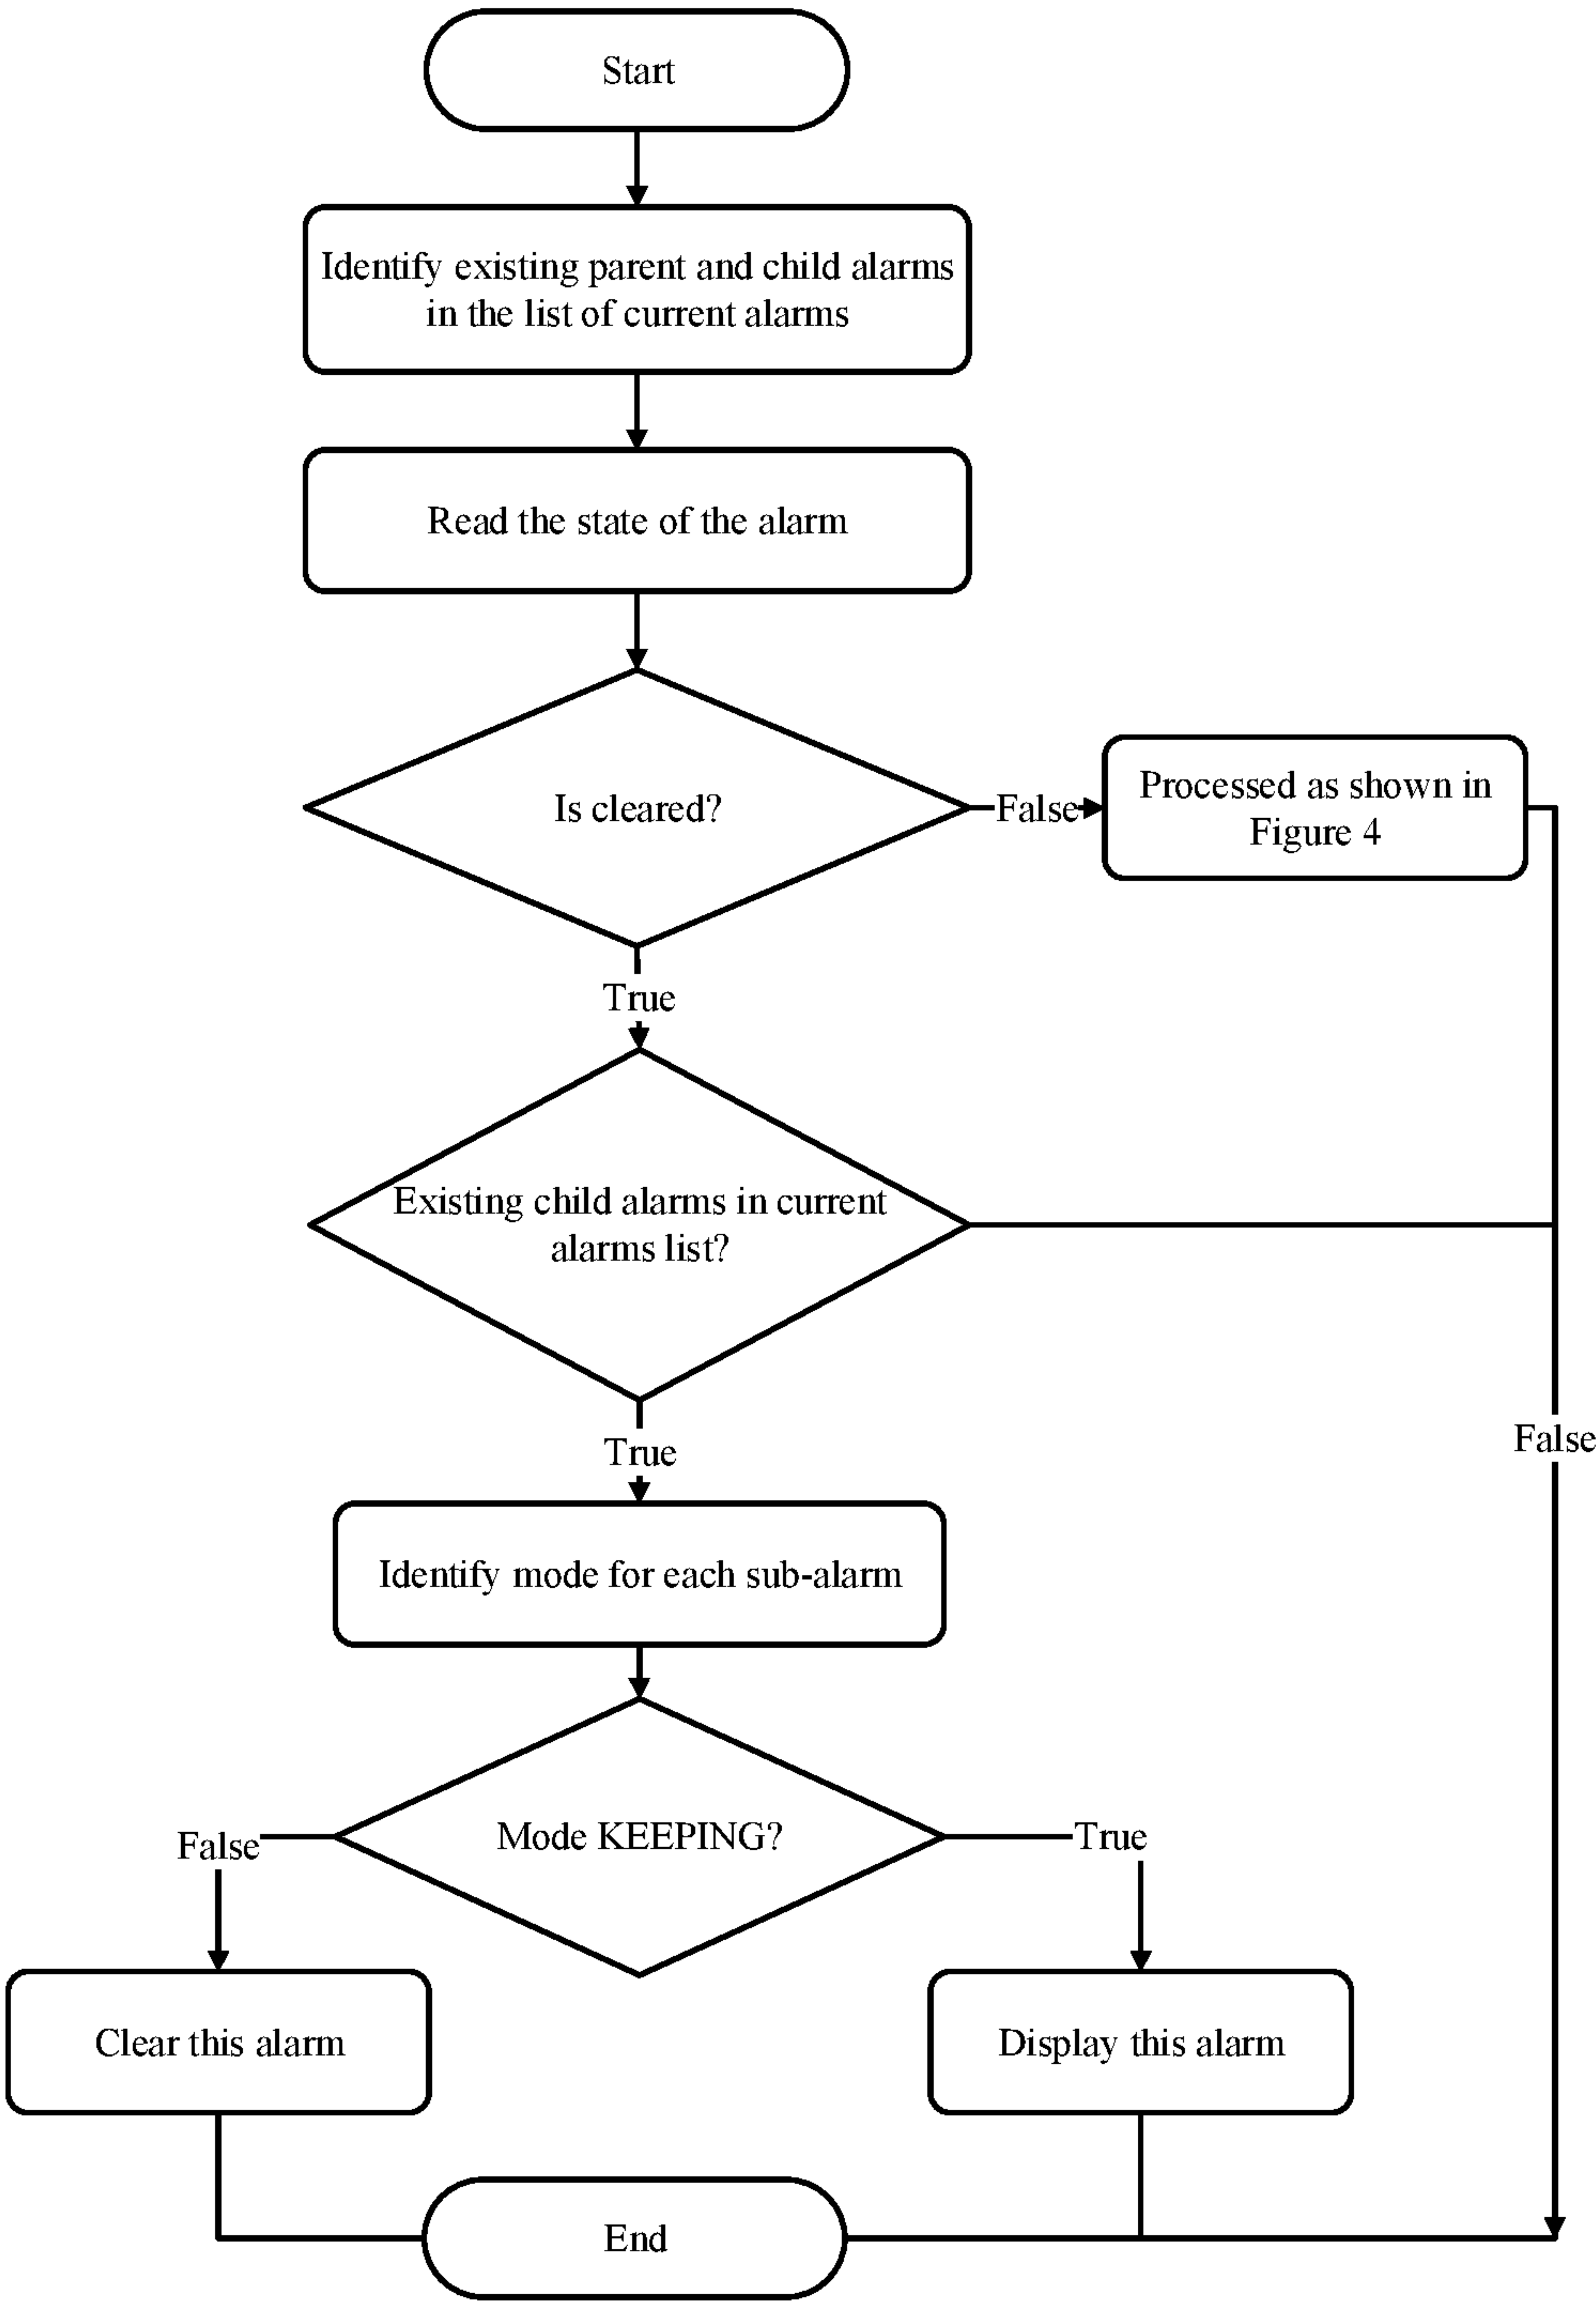 Start
Identify existing parent and child alarms
in the list of current alarms
Read the state of the alarm
Is cleared?
False
Processed as shown in
Figure 4
True
Existing child alarms in current
alarms list?
False
True
Identify mode for each sub-alarm
Mode KEEPING?
False
True
Clear this alarm
Display this alarm
End